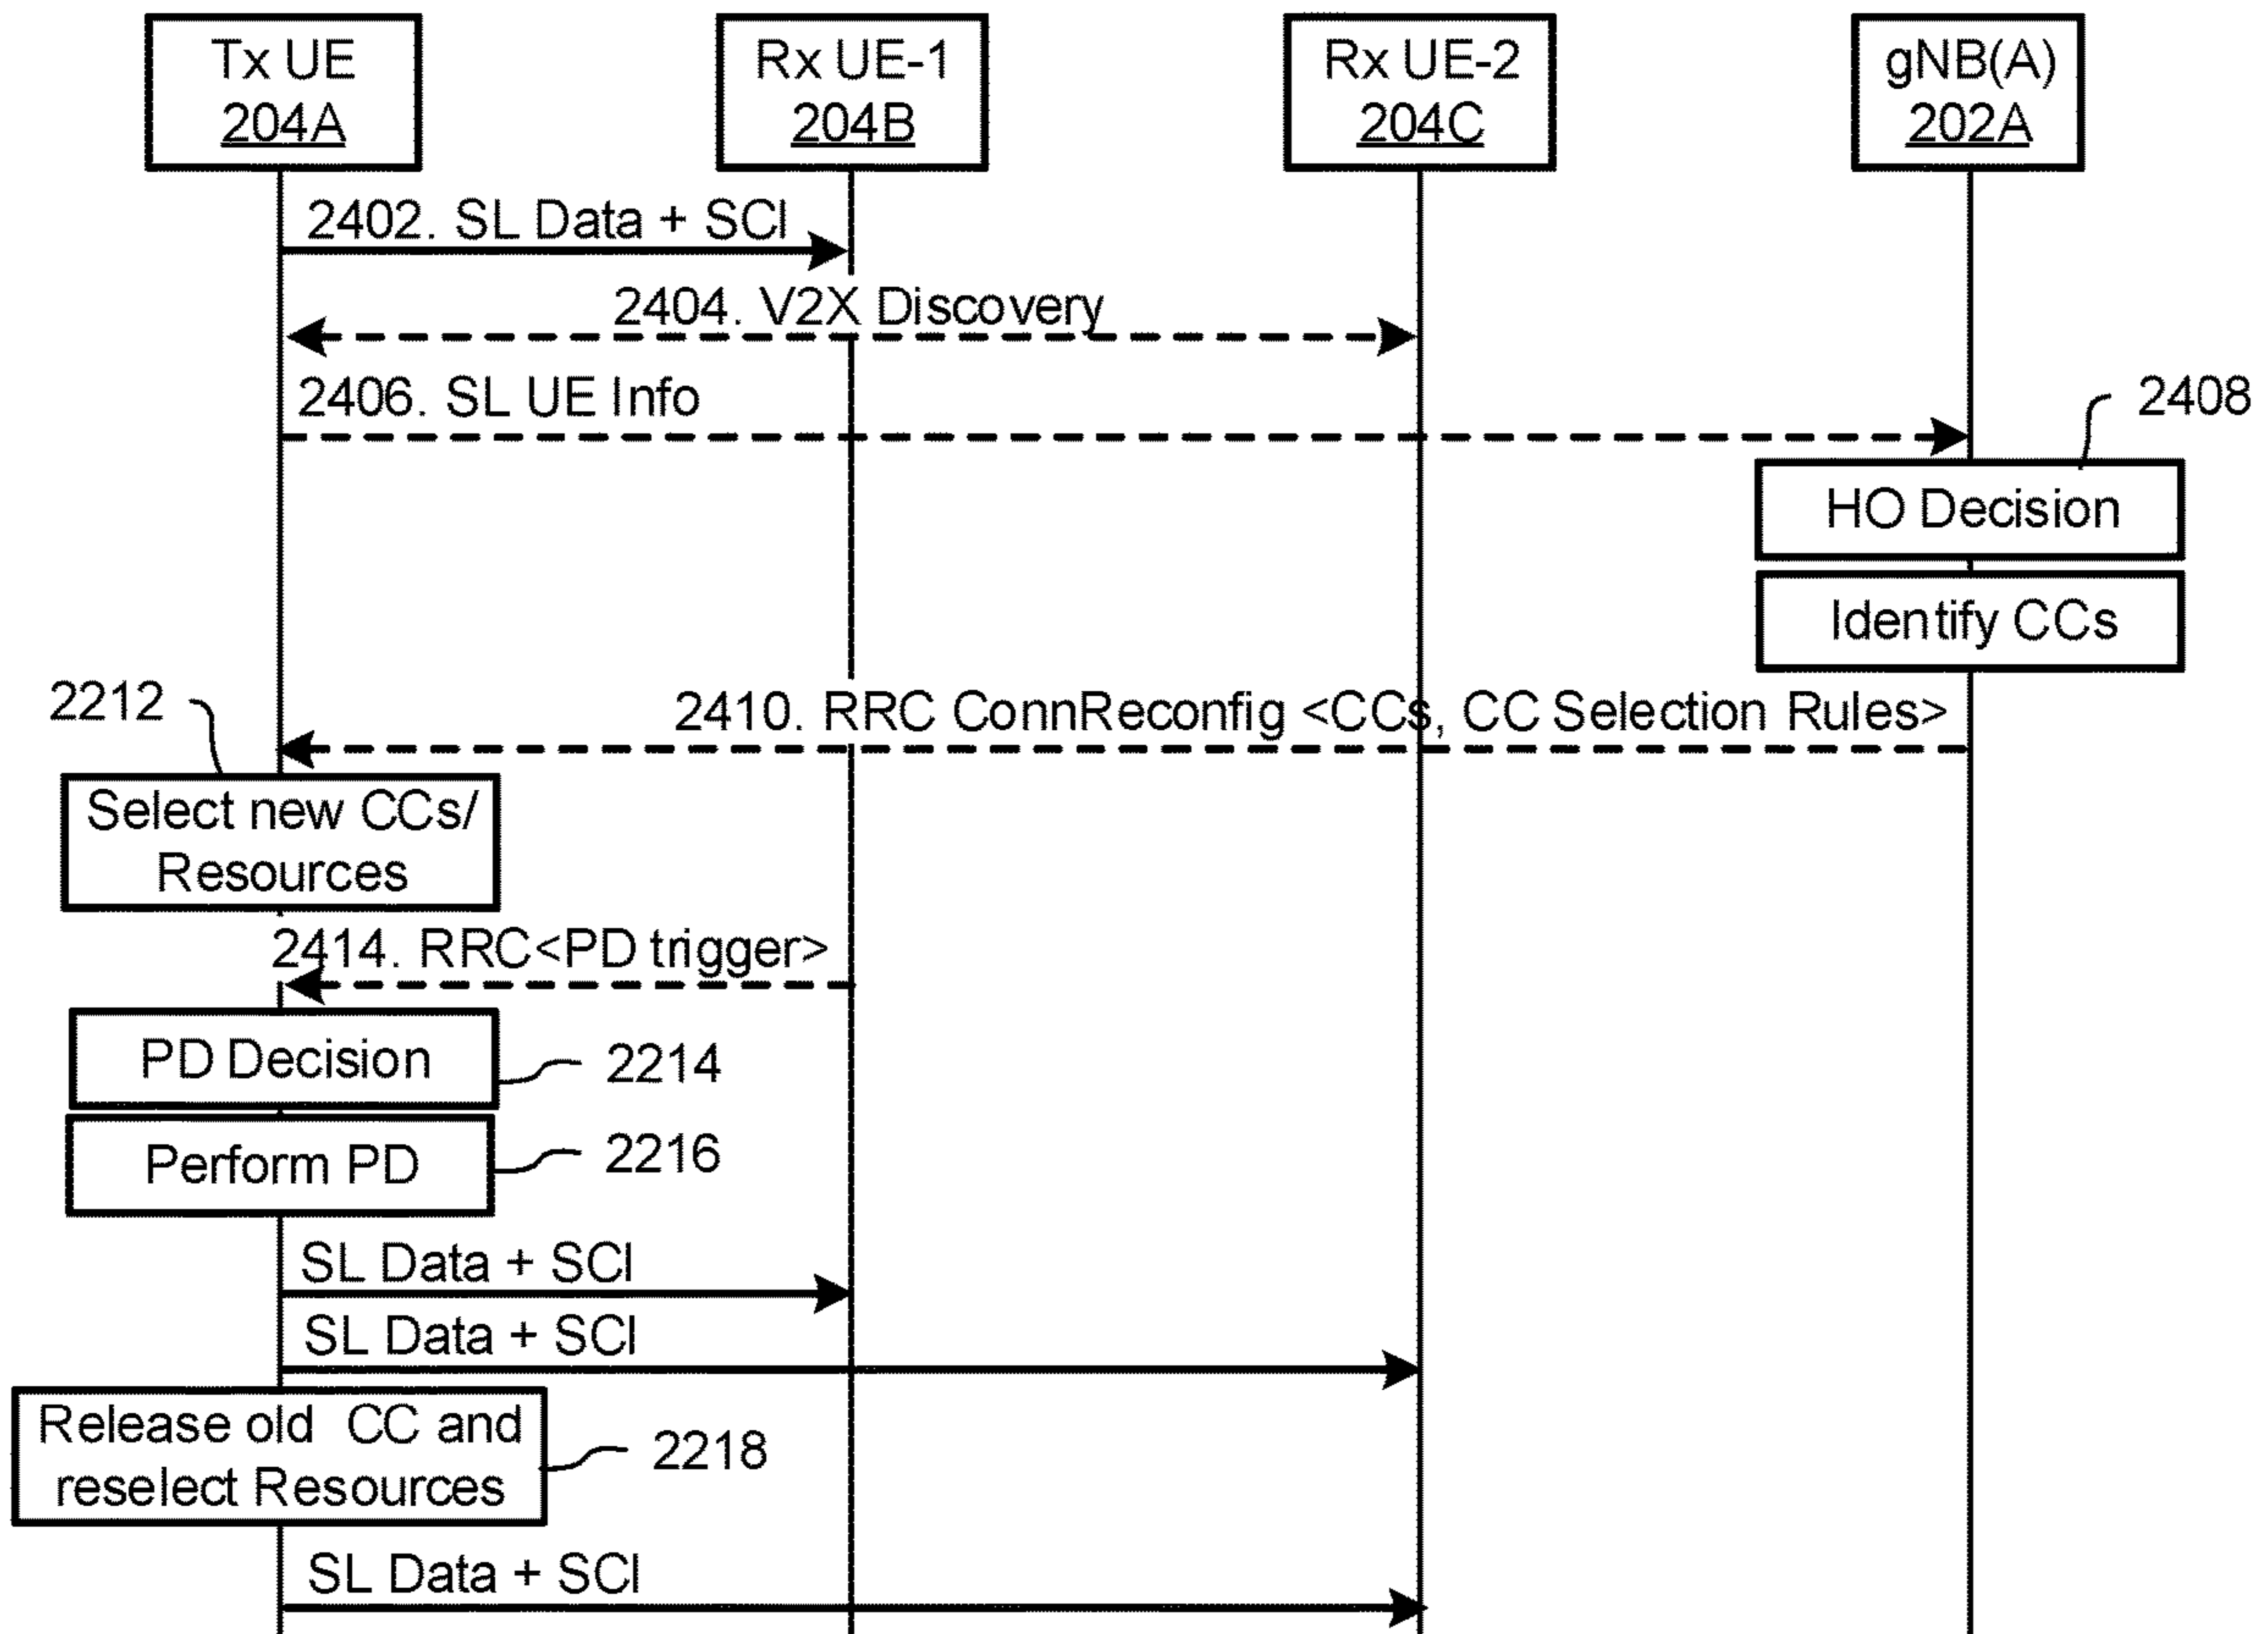 Tx UE
204A
Rx UE-1
204B
Rx UE-2
204C
gNB(A)
202A
2402. SL Data + SCI
2404. V2X Discovery
2406. SL UE Info
2408
HO Decision
Identify CCs
2212
2410. RRC ConnReconfig <CCs, CC Selection Rules>
Select new CCs/
Resources
2414. RRC<PD trigger>
PD Decision
2214
Perform PD
2216
SL Data + SCI
SL Data + SCI
Release old CC and
reselect Resources
2218
SL Data + SCI